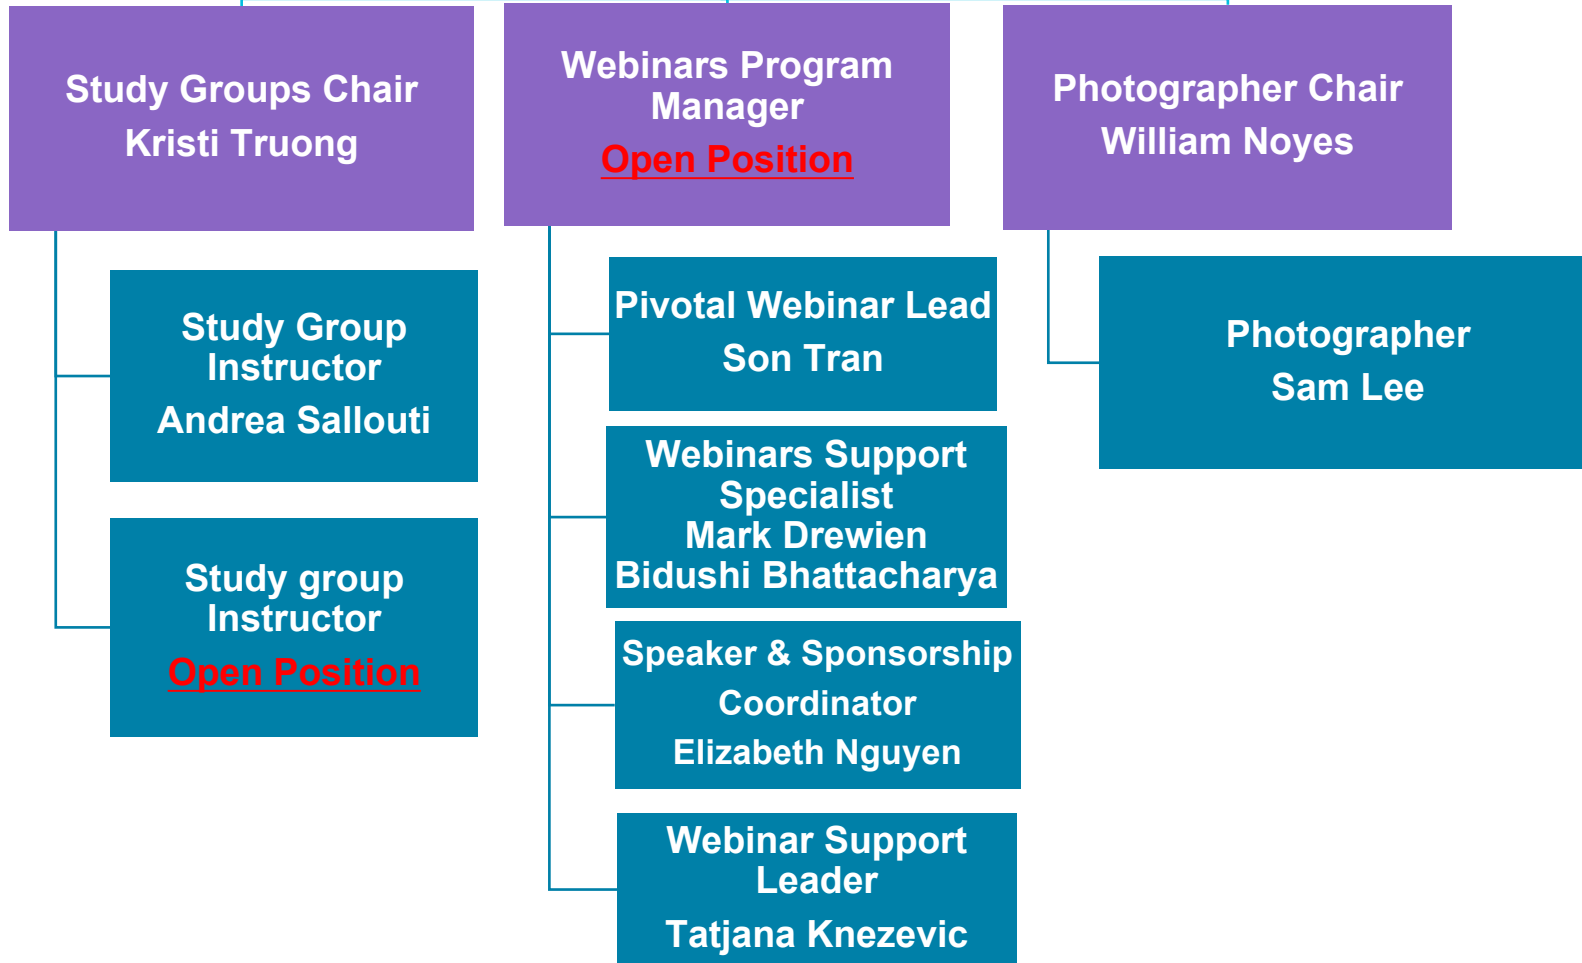 Study Groups Chair
Kristi Truong
Webinars Program
Manager
Open Position
Photographer Chair
William Noyes
Study Group
Instructor
Andrea Sallouti
Study group
Instructor
Open Position
Pivotal Webinar Lead
Son Tran
Webinars Support
Specialist
Mark Drewien
Bidushi Bhattacharya
Speaker & Sponsorship
Coordinator
Elizabeth Nguyen
Webinar Support
Leader
Tatjana Knezevic
Photographer
Sam Lee